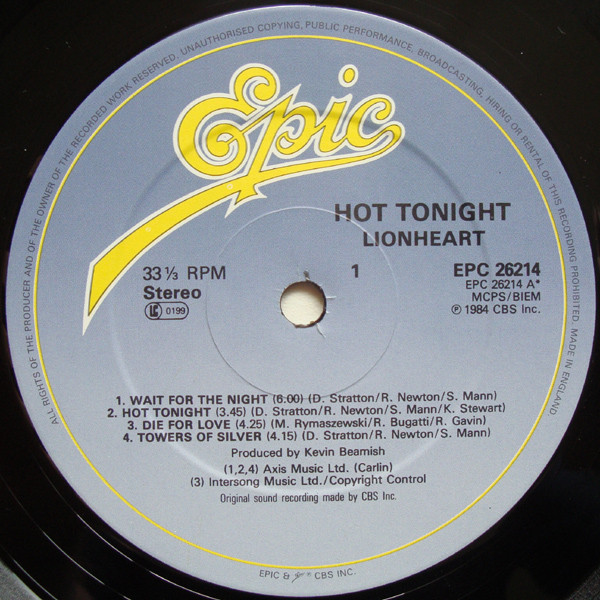 ALL RIGHTS OF THE PRODUCER AND OF THE OWNER OF THE RECORDED WORK RESERVED. UNAUTHORISED COPYING, PUBLIC PERFORMANCE, BROADCASTING, HIRING OR RENTAL OF THIS RECORDING PROHIBITED. MADE IN ENGLAND.
Epic
HOT TONIGHT
LIONHEART
33⅓ RPM
Stereo
LC 0199
1
EPC 26214
EPC 26214 A*
MCPS/BIEM
℗ 1984 CBS Inc.
1. WAIT FOR THE NIGHT (6.00) (D. Stratton/R. Newton/S. Mann)
2. HOT TONIGHT (3.45) (D. Stratton/R. Newton/S. Mann/K. Stewart)
3. DIE FOR LOVE (4.25) (M. Rymaszewski/R. Bugatti/R. Gavin)
4. TOWERS OF SILVER (4.15) (D. Stratton/R. Newton/S. Mann)
Produced by Kevin Beamish
(1,2,4) Axis Music Ltd. (Carlin)
(3) Intersong Music Ltd./Copyright Control
Original sound recording made by CBS Inc.
EPIC & Epic ® CBS INC.